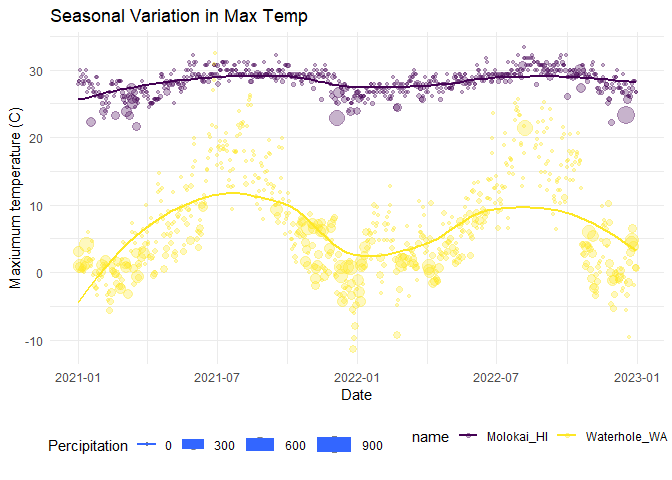 Seasonal Variation in Max Temp
Maxiumum temperature (C)
30
20
10
0
-10
2021-01
2021-07
2022-01
2022-07
2023-01
Date
Percipitation 0 300 600 900
name Molokai_HI Waterhole_WA